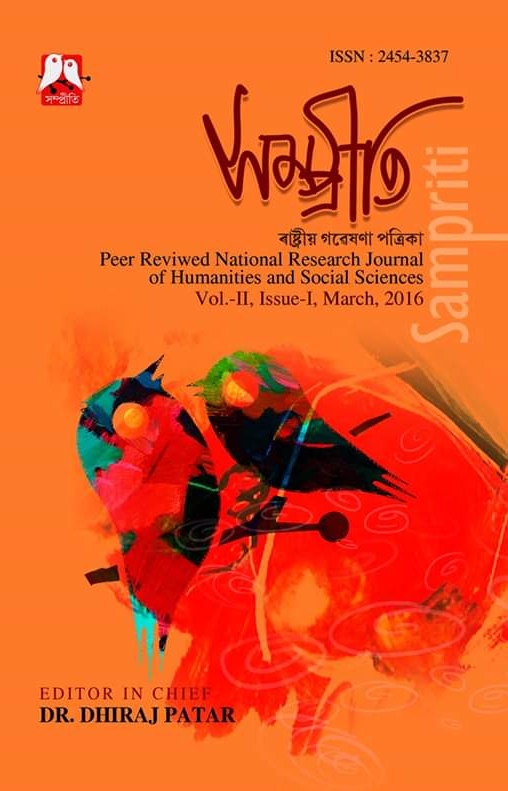 ISSN : 2454-3837
সম্প্ৰীতি
সম্প্ৰীতি
ৰাষ্ট্ৰীয় গৱেষণা পত্ৰিকা
Peer Reviwed National Research Journal
of Humanities and Social Sciences
Vol.-II, Issue-I, March, 2016
Sampriti
EDITOR IN CHIEF
DR. DHIRAJ PATAR